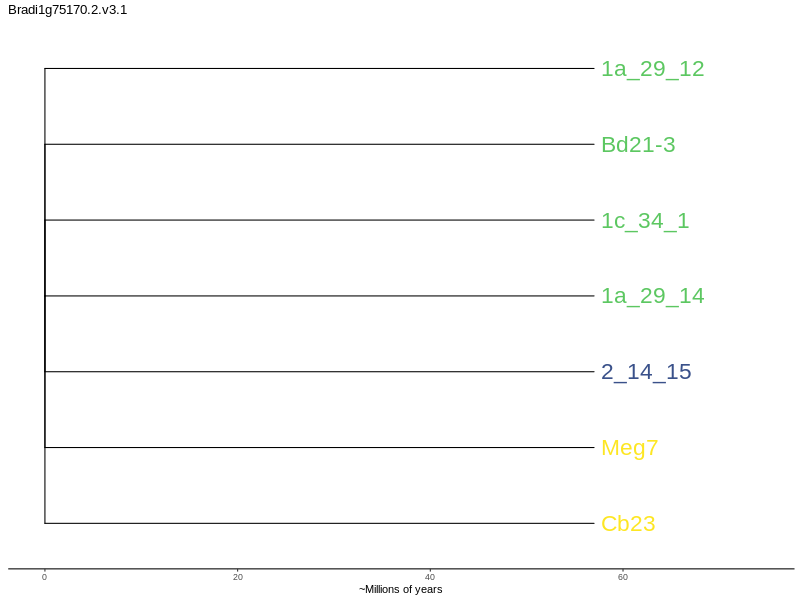 Bradi1g75170.2.v3.1
1a_29_12
Bd21-3
1c_34_1
1a_29_14
2_14_15
Meg7
Cb23
0 20 40 60
~Millions of years